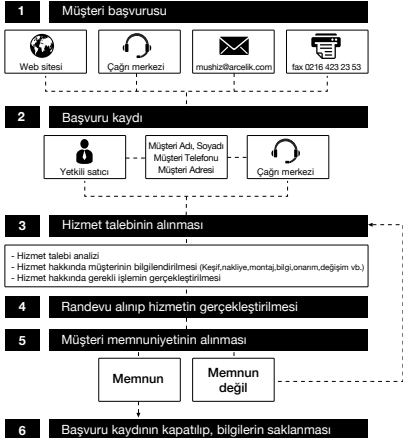 1 Müşteri başvurusu
Web sitesi
Çağrı merkezi
mushiz@arcelik.com
fax 0216 423 23 53
2 Başvuru kaydı
Yetkili satıcı
Müşteri Adı, Soyadı
Müşteri Telefonu
Müşteri Adresi
Çağrı merkezi
3 Hizmet talebinin alınması
- Hizmet talebi analizi
- Hizmet hakkında müşterinin bilgilendirilmesi (Keşif,nakliye,montaj,bilgi,onarım,değişim vb.)
- Hizmet hakkında gerekli işlemin gerçekleştirilmesi
4 Randevu alınıp hizmetin gerçekleştirilmesi
5 Müşteri memnuniyetinin alınması
Memnun
Memnun
değil
6 Başvuru kaydının kapatılıp, bilgilerin saklanması